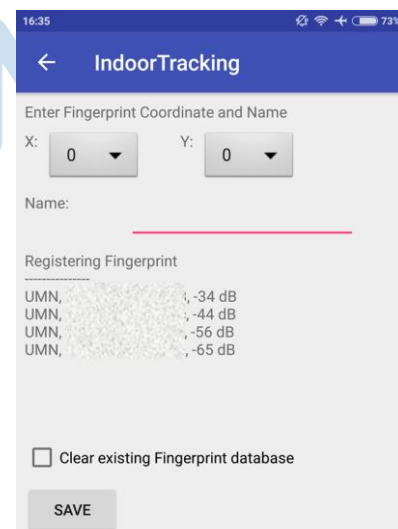 16:35 73%
IndoorTracking
Enter Fingerprint Coordinate and Name
X: 0 Y: 0
Name:
Registering Fingerprint
---------------
UMN, , -34 dB
UMN, , -44 dB
UMN, , -56 dB
UMN, , -65 dB
Clear existing Fingerprint database
SAVE